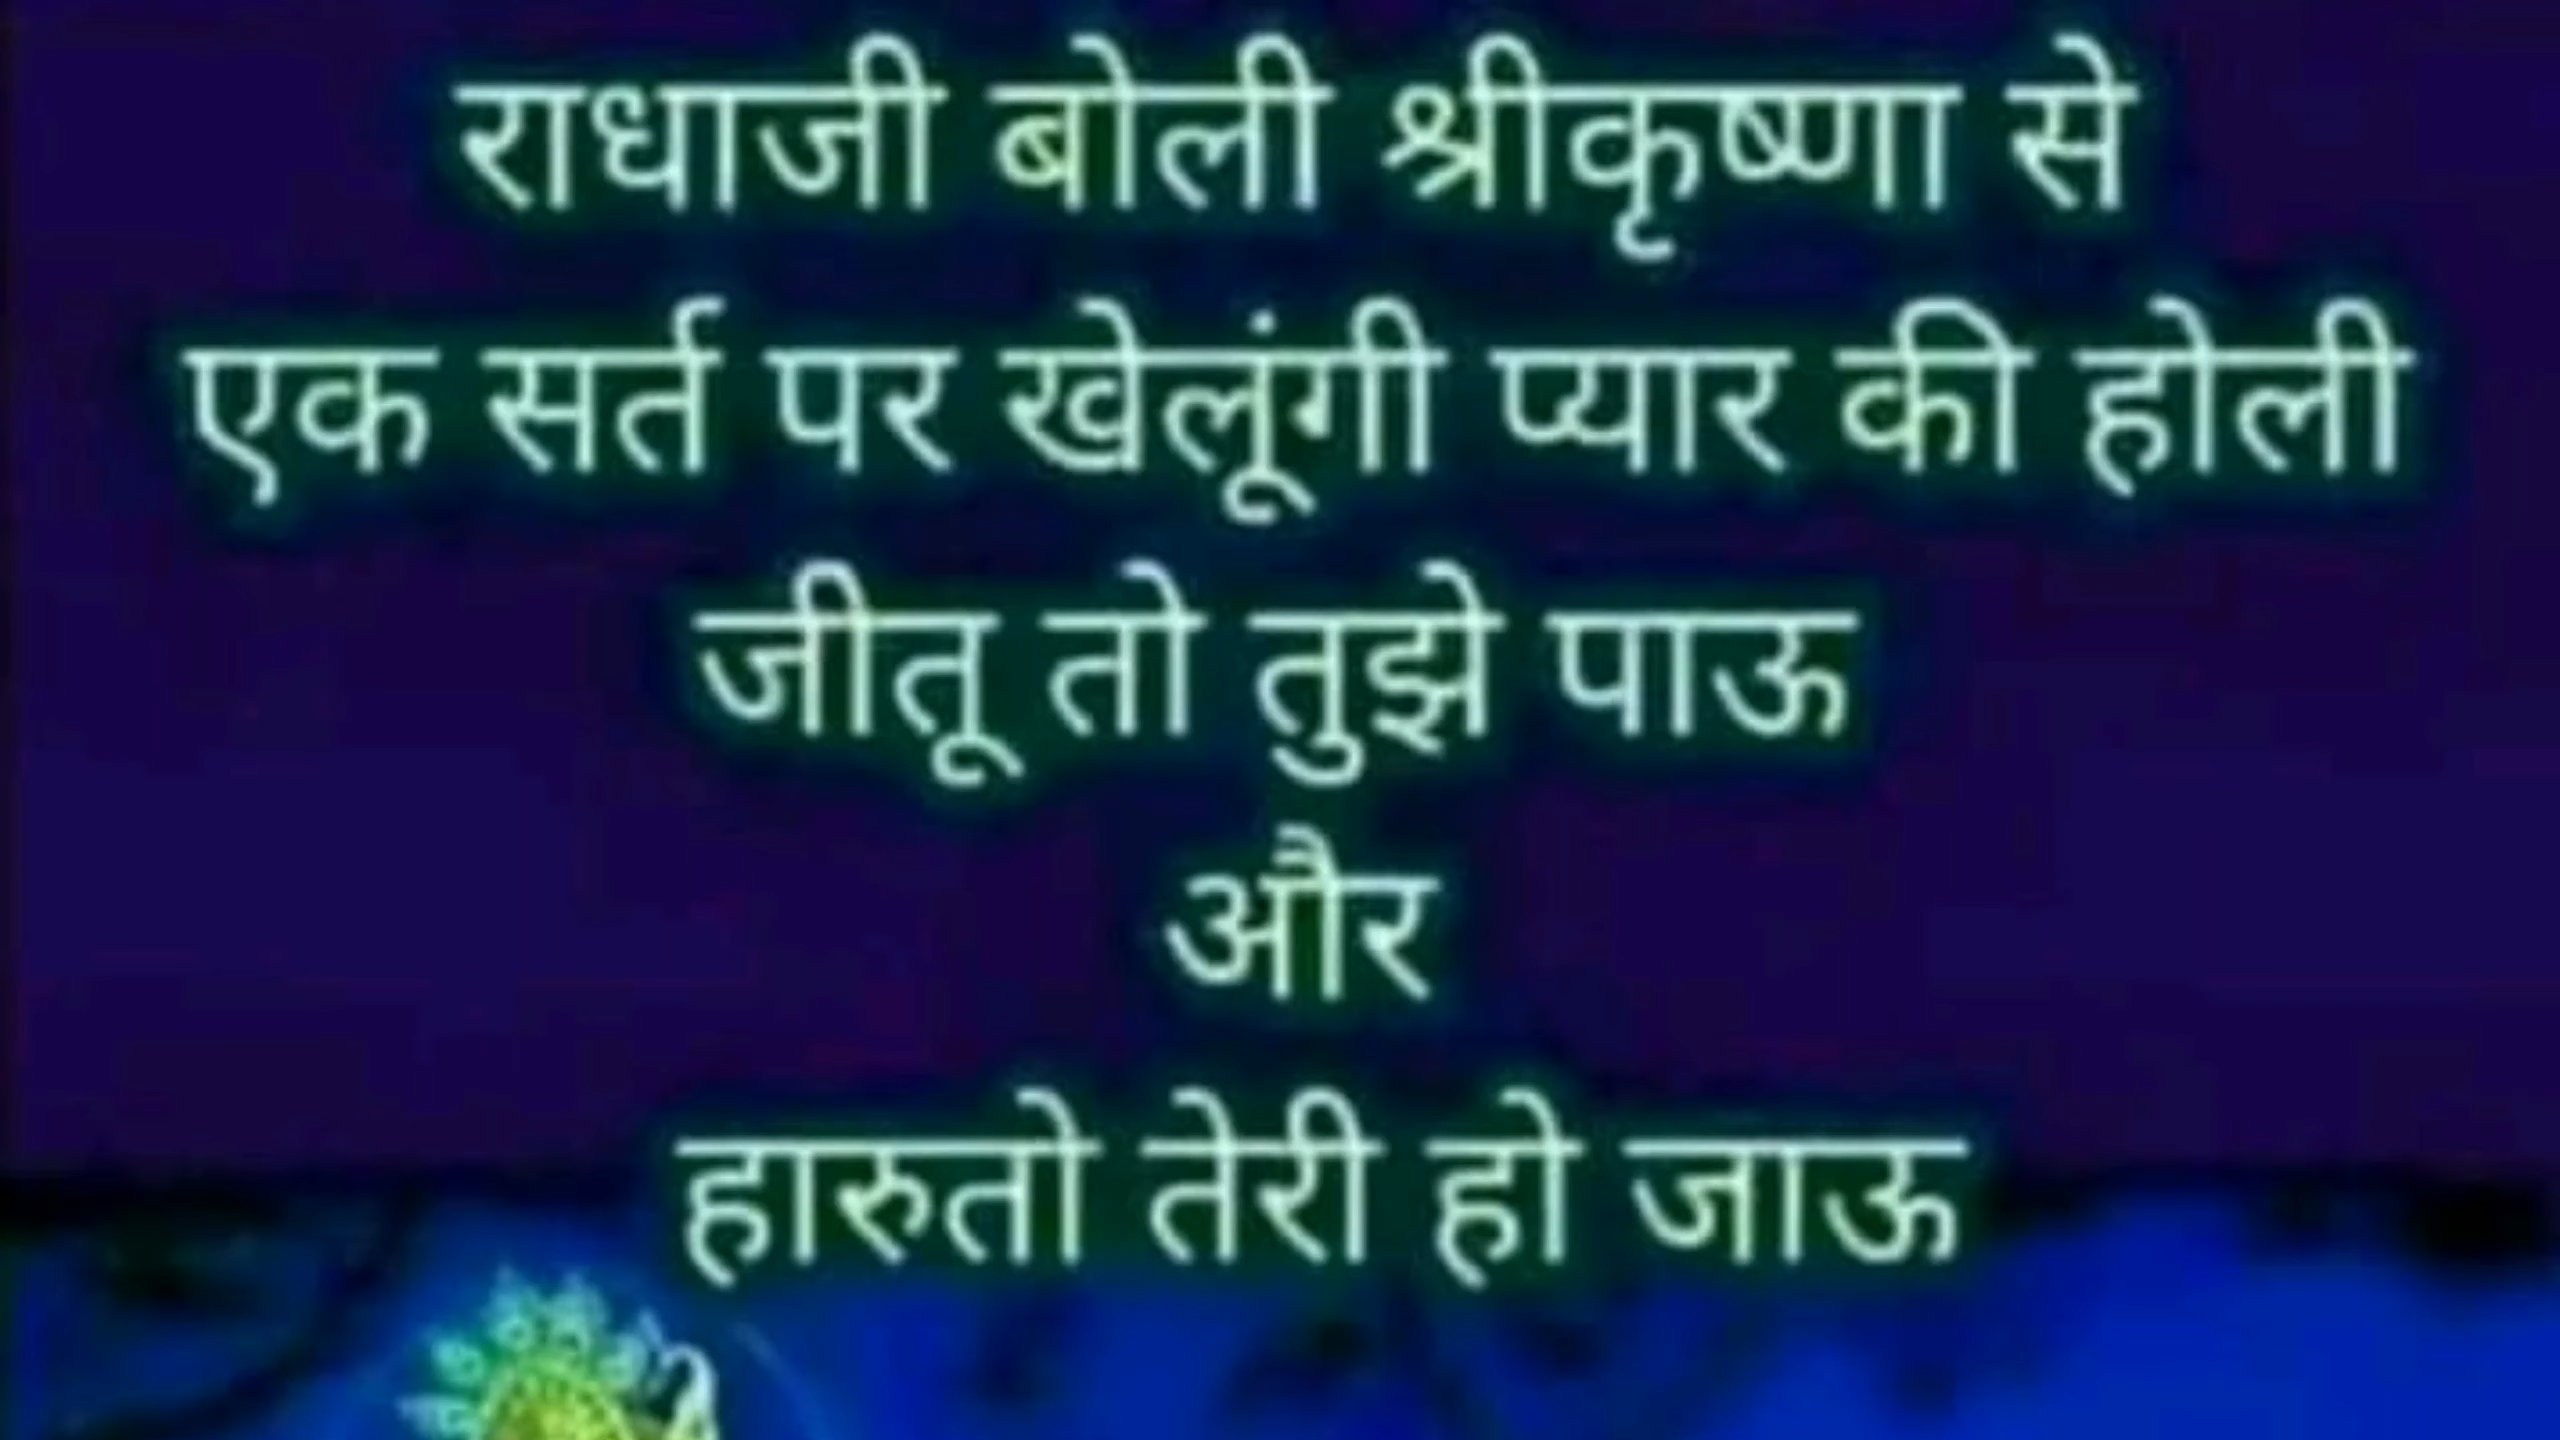 राधाजी बोली श्रीकृष्णा से
एक सर्त पर खेलूंगी प्यार की होली
जीतू तो तुझे पाऊ
और
हारुतो तेरी हो जाऊ